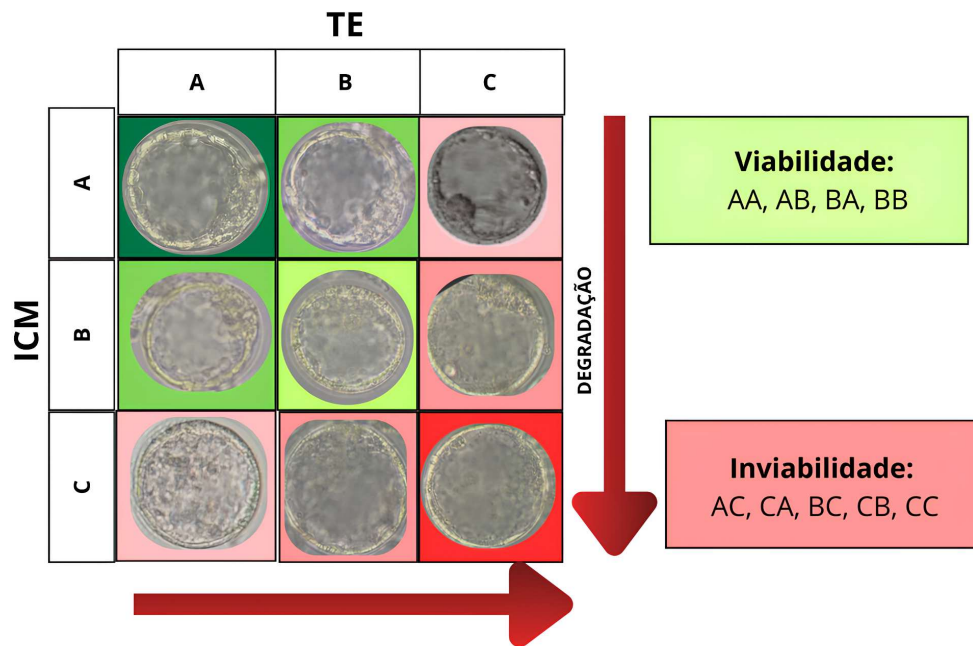 TE
A
B
C
ICM
A
B
C
DEGRADAÇÃO
Viabilidade:
AA, AB, BA, BB
Inviabilidade:
AC, CA, BC, CB, CC